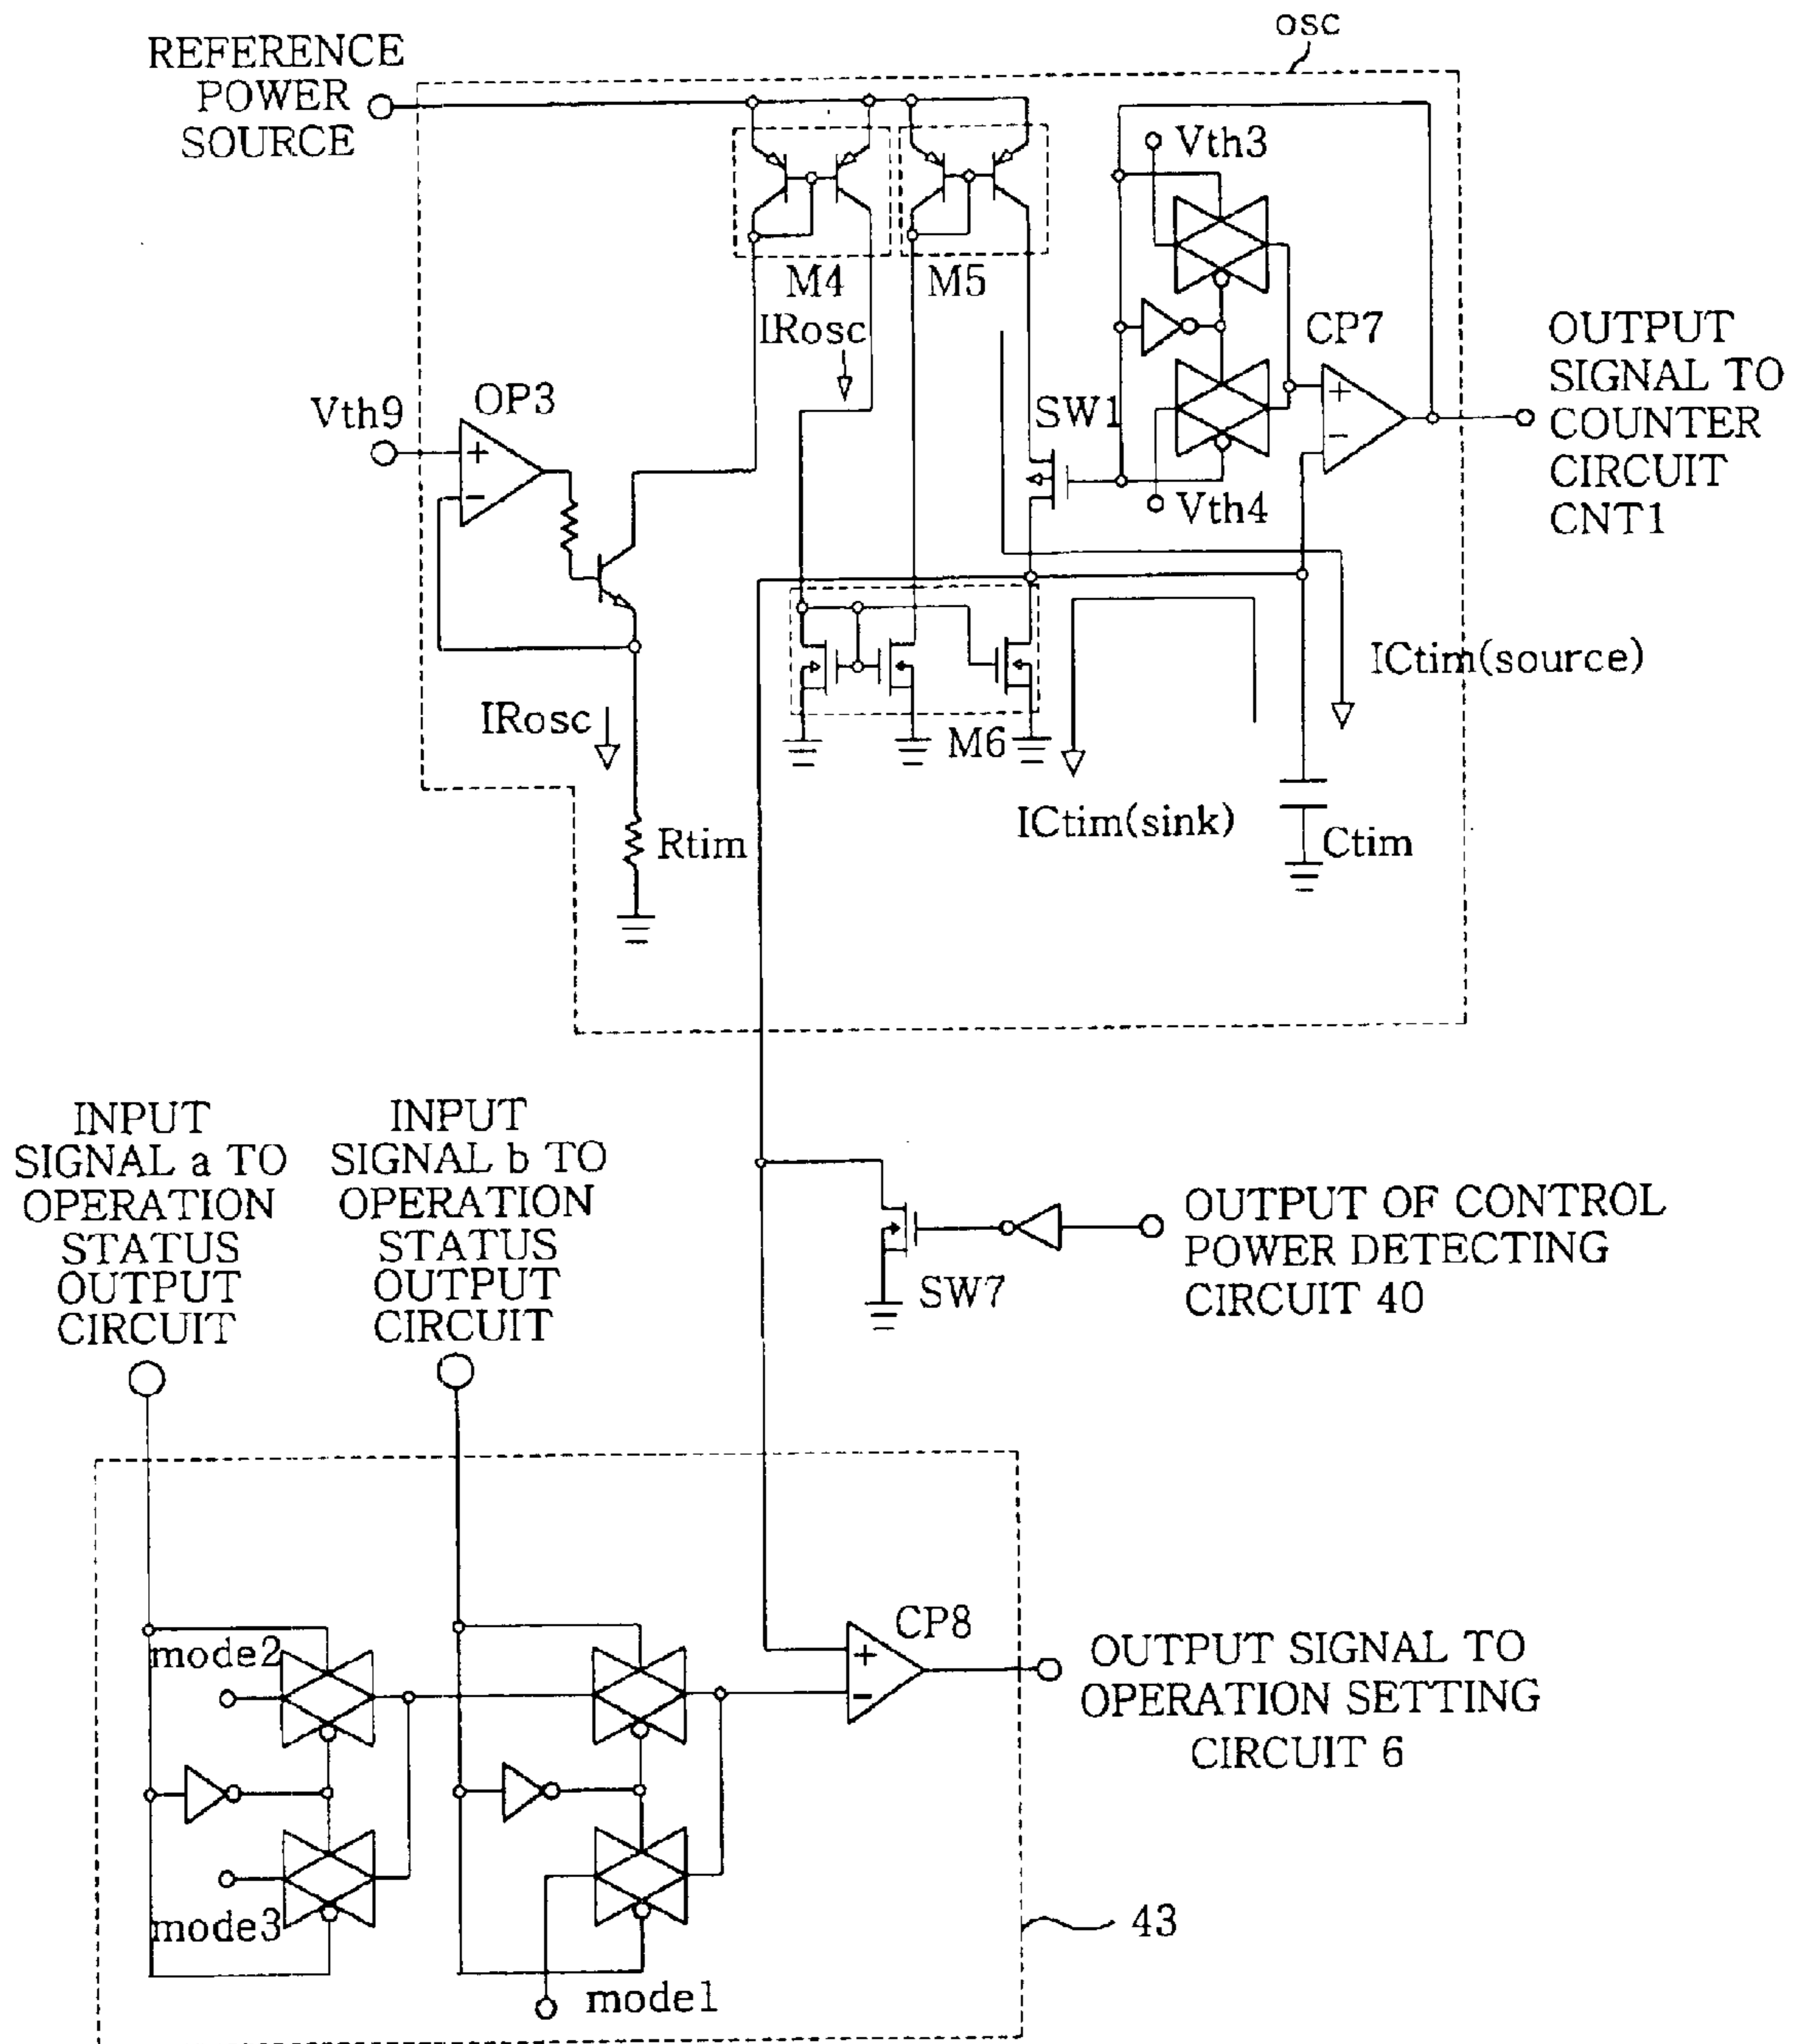 osc
REFERENCE
POWER
SOURCE
Vth3
M4
M5
IRosc
CP7
+
-
OUTPUT
SIGNAL TO
COUNTER
CIRCUIT
CNT1
Vth9
OP3
+
-
SW1
Vth4
ICtim(source)
IRosc
M6
ICtim(sink)
Rtim
Ctim
INPUT
SIGNAL a TO
OPERATION
STATUS
OUTPUT
CIRCUIT
INPUT
SIGNAL b TO
OPERATION
STATUS
OUTPUT
CIRCUIT
OUTPUT OF CONTROL
POWER DETECTING
CIRCUIT 40
SW7
CP8
+
-
mode2
OUTPUT SIGNAL TO
OPERATION SETTING
CIRCUIT 6
mode3
43
mode1